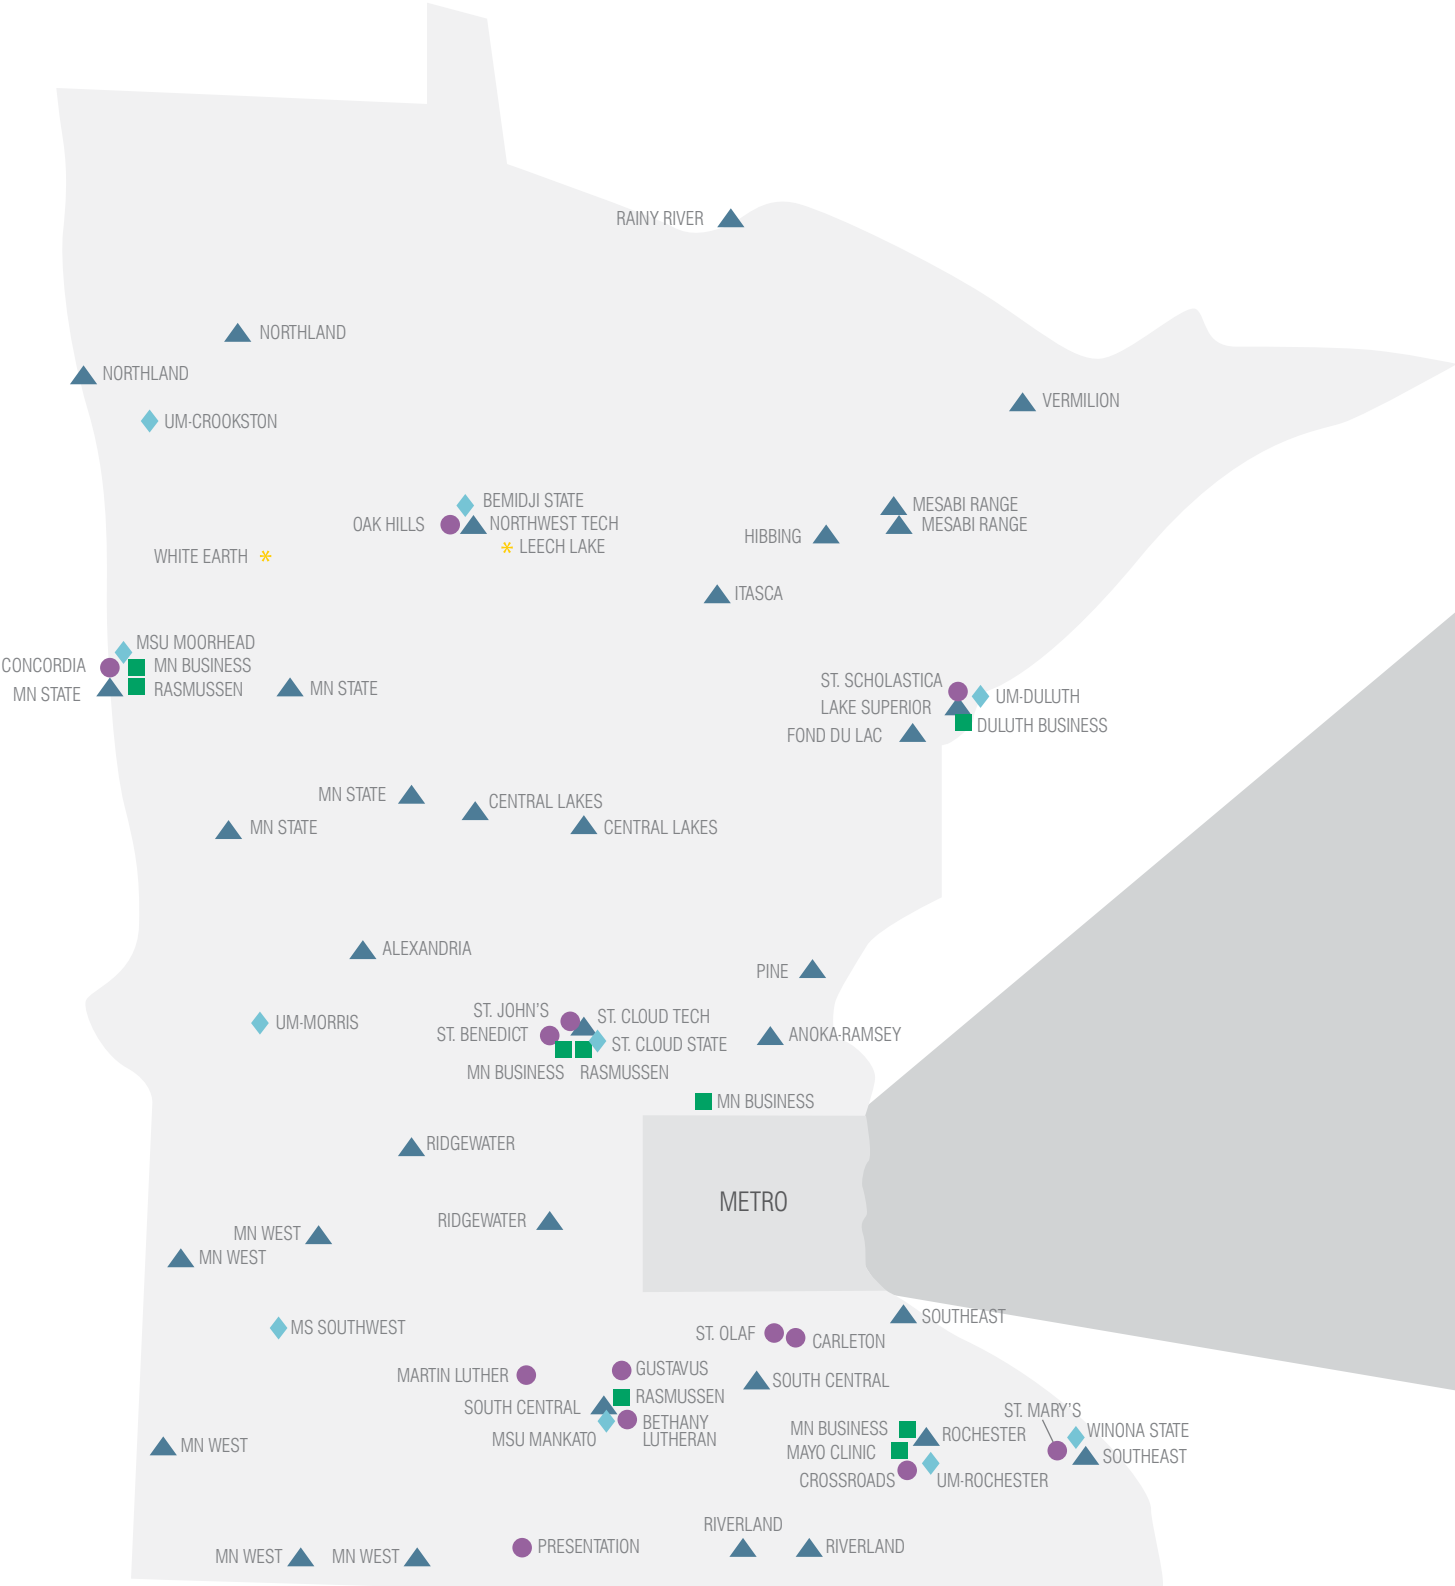 RAINY RIVER
NORTHLAND
NORTHLAND
VERMILION
UM-CROOKSTON
BEMIDJI STATE
OAK HILLS
NORTHWEST TECH
LEECH LAKE
WHITE EARTH
MESABI RANGE
MESABI RANGE
HIBBING
ITASCA
MSU MOORHEAD
CONCORDIA
MN BUSINESS
MN STATE
RASMUSSEN
MN STATE
ST. SCHOLASTICA
UM-DULUTH
LAKE SUPERIOR
DULUTH BUSINESS
FOND DU LAC
MN STATE
CENTRAL LAKES
MN STATE
CENTRAL LAKES
ALEXANDRIA
PINE
ST. JOHN'S
ST. CLOUD TECH
UM-MORRIS
ST. BENEDICT
ST. CLOUD STATE
ANOKA-RAMSEY
MN BUSINESS
RASMUSSEN
MN BUSINESS
RIDGEWATER
METRO
RIDGEWATER
MN WEST
MN WEST
SOUTHEAST
MS SOUTHWEST
ST. OLAF
CARLETON
MARTIN LUTHER
GUSTAVUS
SOUTH CENTRAL
RASMUSSEN
SOUTH CENTRAL
ST. MARY'S
BETHANY
LUTHERAN
MSU MANKATO
MN BUSINESS
ROCHESTER
WINONA STATE
MN WEST
MAYO CLINIC
SOUTHEAST
CROSSROADS
UM-ROCHESTER
RIVERLAND
PRESENTATION
RIVERLAND
MN WEST
MN WEST